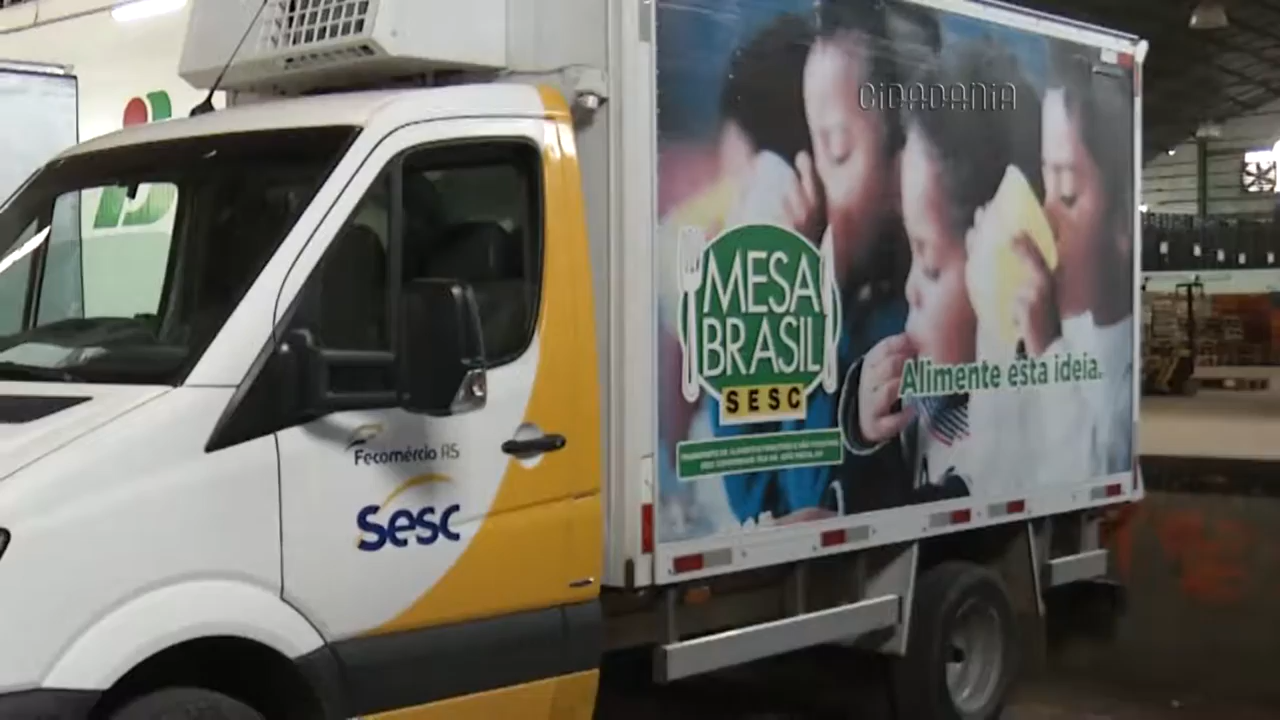 CIDADANIA
MESA
BRASIL
SESC
Alimente esta ideia.
Fecomércio RS
Sesc